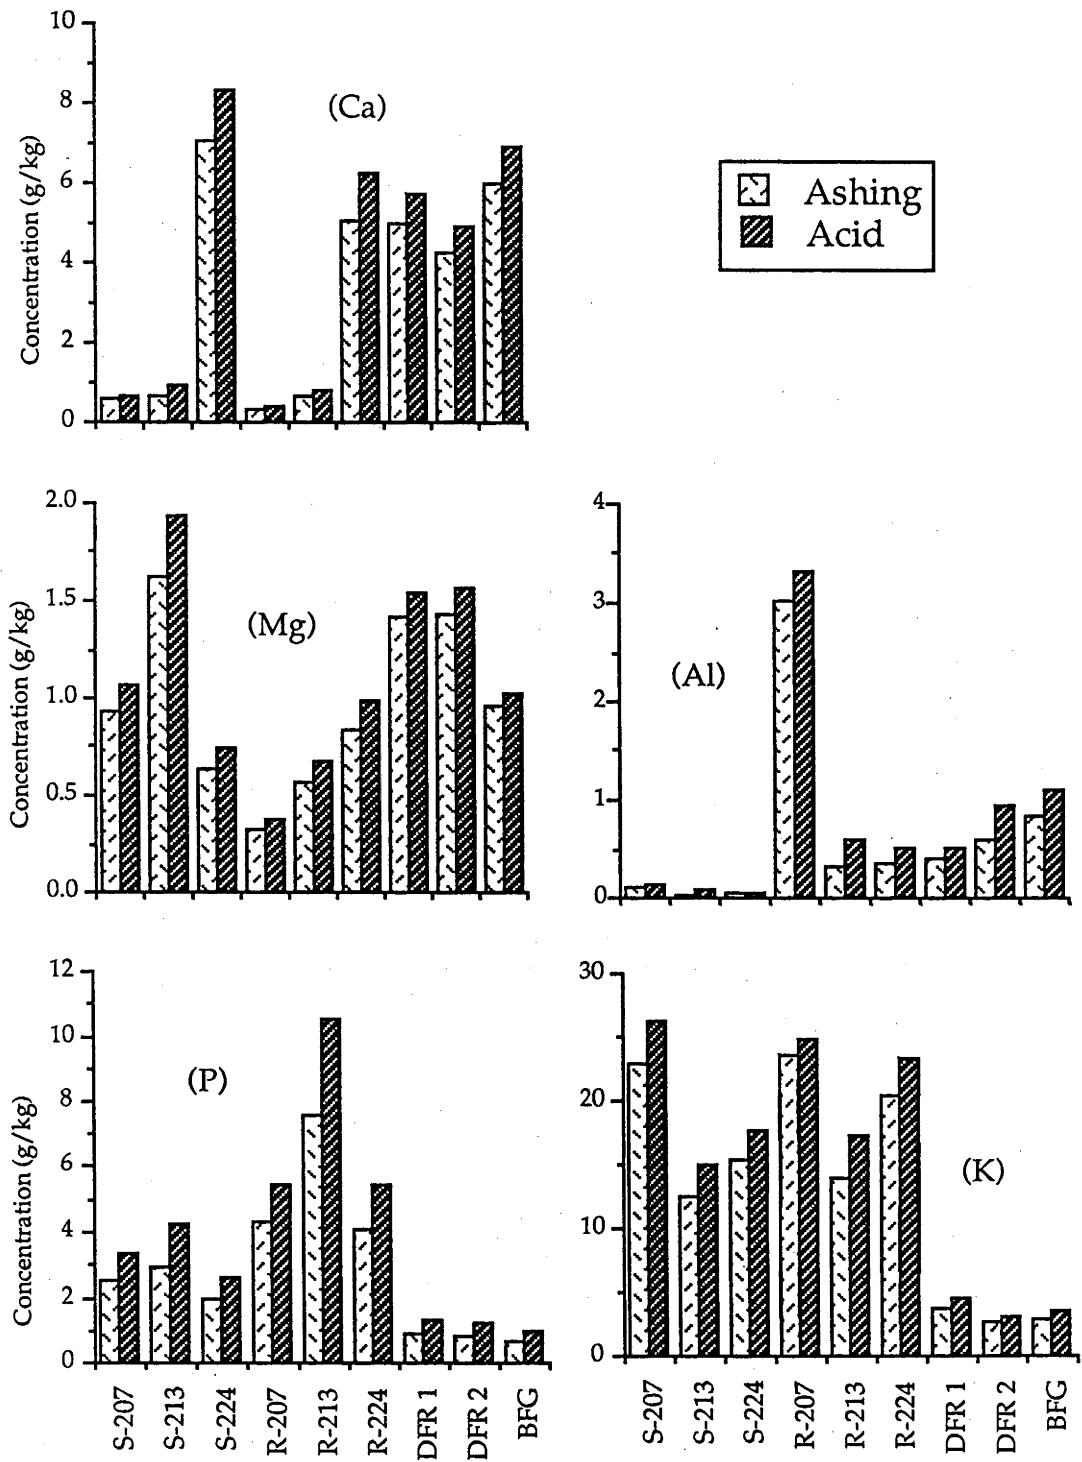 10
8
6
4
2
0
Concentration (g/kg)
(Ca)
Ashing
Acid
2.0
1.5
1.0
0.5
0.0
Concentration (g/kg)
(Mg)
4
3
2
1
0
(Al)
12
10
8
6
4
2
0
Concentration (g/kg)
(P)
S-207
S-213
S-224
R-207
R-213
R-224
DFR 1
DFR 2
BFG
30
20
10
0
(K)
S-207
S-213
S-224
R-207
R-213
R-224
DFR 1
DFR 2
BFG